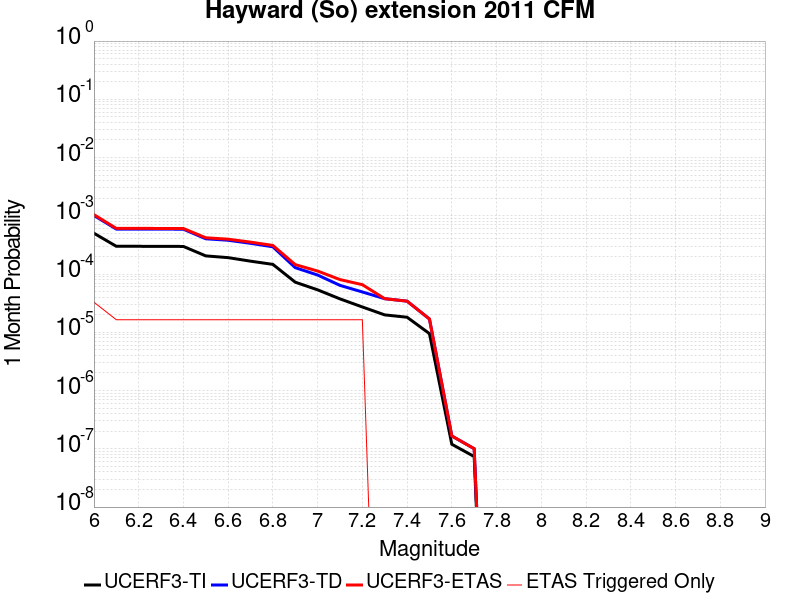 Hayward (So) extension 2011 CFM
10^0
10^-1
10^-2
10^-3
10^-4
10^-5
10^-6
10^-7
10^-8
1 Month Probability
6 6.2 6.4 6.6 6.8 7 7.2 7.4 7.6 7.8 8 8.2 8.4 8.6 8.8 9
Magnitude
UCERF3-TI UCERF3-TD UCERF3-ETAS ETAS Triggered Only